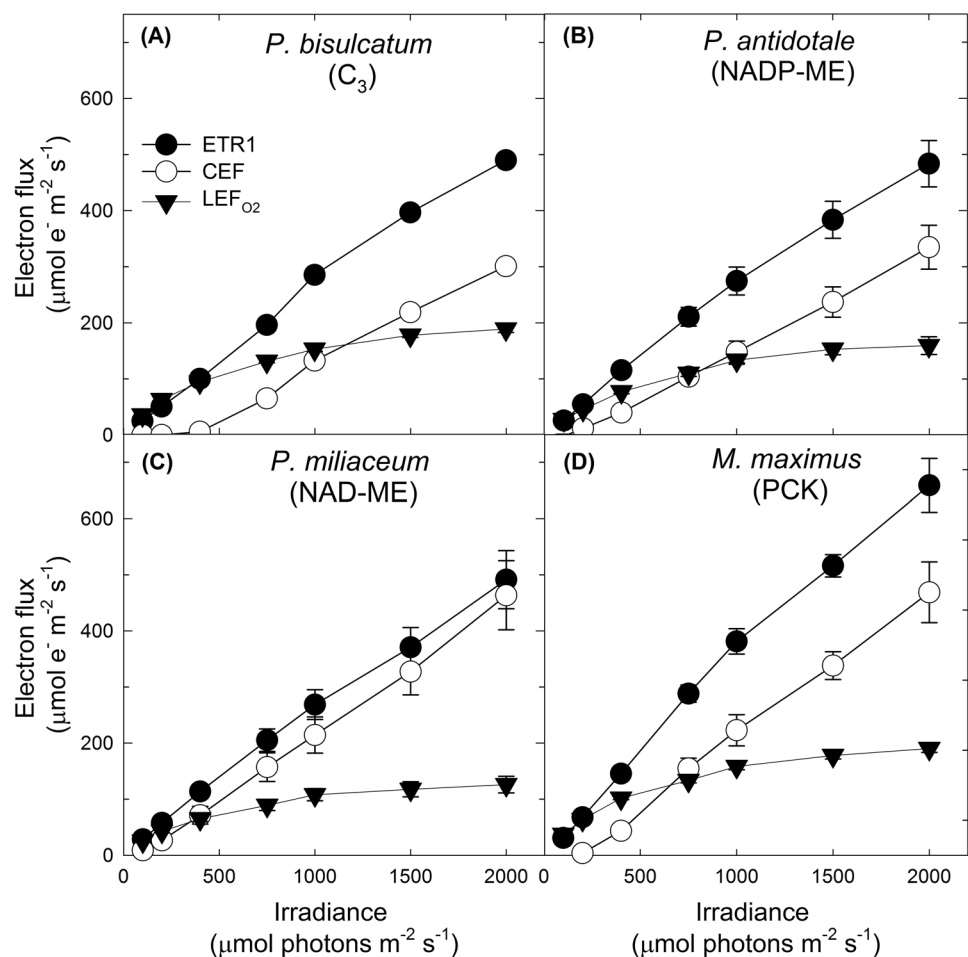 (A)
P. bisulcatum
(C₃)
(B)
P. antidotale
(NADP-ME)
600
400
200
0
Electron flux
(μmol e⁻ m⁻² s⁻¹)
ETR1
CEF
LEF_O2
(C)
P. miliaceum
(NAD-ME)
(D)
M. maximus
(PCK)
600
400
200
0
Electron flux
(μmol e⁻ m⁻² s⁻¹)
0 500 1000 1500 2000
0 500 1000 1500 2000
Irradiance
(μmol photons m⁻² s⁻¹)
Irradiance
(μmol photons m⁻² s⁻¹)